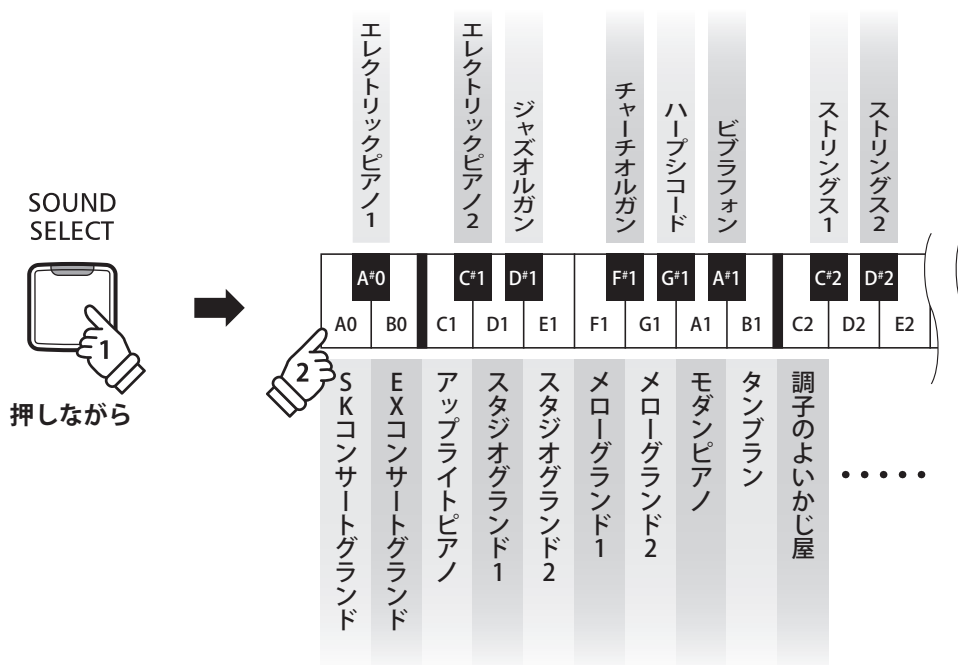 エレクトリックピアノ1
エレクトリックピアノ2
ジャズオルガン
チャーチオルガン
ハープシコード
ビブラフォン
ストリングス1
ストリングス2
SOUND
SELECT
1
押しながら
A#0
C#1
D#1
F#1
G#1
A#1
C#2
D#2
A0
B0
C1
D1
E1
F1
G1
A1
B1
C2
D2
E2
2
SKコンサートグランド
EXコンサートグランド
アップライトピアノ
スタジオグランド1
スタジオグランド2
メローグランド1
メローグランド2
モダンピアノ
タンブラン
調子のよいかじ屋
・・・・・